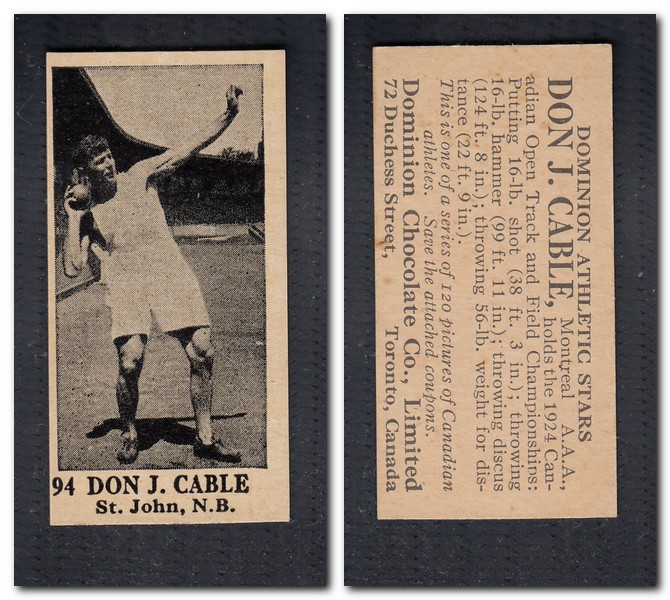 94 DON J. CABLE
St. John, N.B.
DOMINION ATHLETIC STARS
DON J. CABLE, Montreal A.A.A.,
holds the 1924 Can-
adian Open Track and Field Championships:
Putting 16-lb. shot (38 ft. 3 in.); throwing
16-lb. hammer (99 ft. 11 in.); throwing discus
(124 ft. 8 in.); throwing 56-lb. weight for dis-
tance (22 ft. 9 in.).
This is one of a series of 120 pictures of Canadian
athletes. Save the attached coupons.
Dominion Chocolate Co., Limited
72 Duchess Street, Toronto, Canada